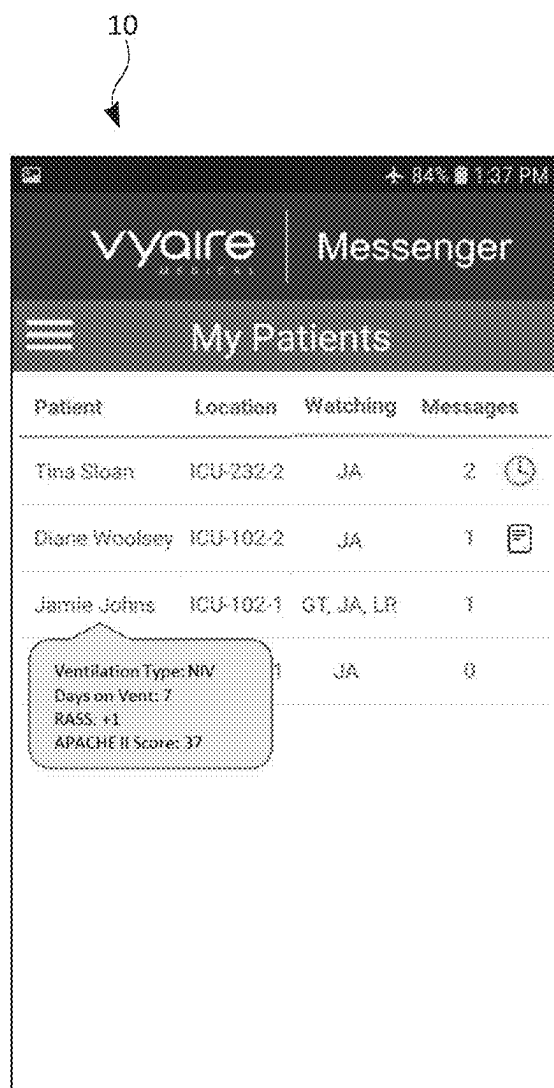 10
84% 1:37 PM
vyaire
MEDICAL
Messenger
My Patients
Patient Location Watching Messages
Tina Sloan ICU-232-2 JA 2
Diane Woolsey ICU-102-2 JA 1
Jamie Johns ICU-102-1 GT, JA, LR 1
1 JA 0
Ventilation Type: NIV
Days on Vent: 7
RASS: +1
APACHE II Score: 37